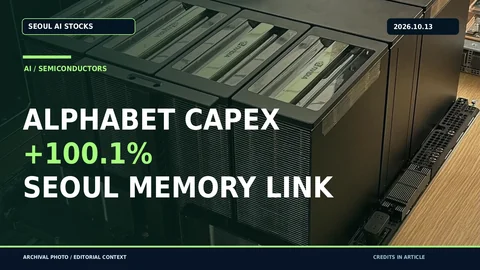 SEOUL AI STOCKS
2026.10.13
AI / SEMICONDUCTORS
ALPHABET CAPEX
+100.1%
SEOUL MEMORY LINK
ARCHIVAL PHOTO / EDITORIAL CONTEXT
CREDITS IN ARTICLE